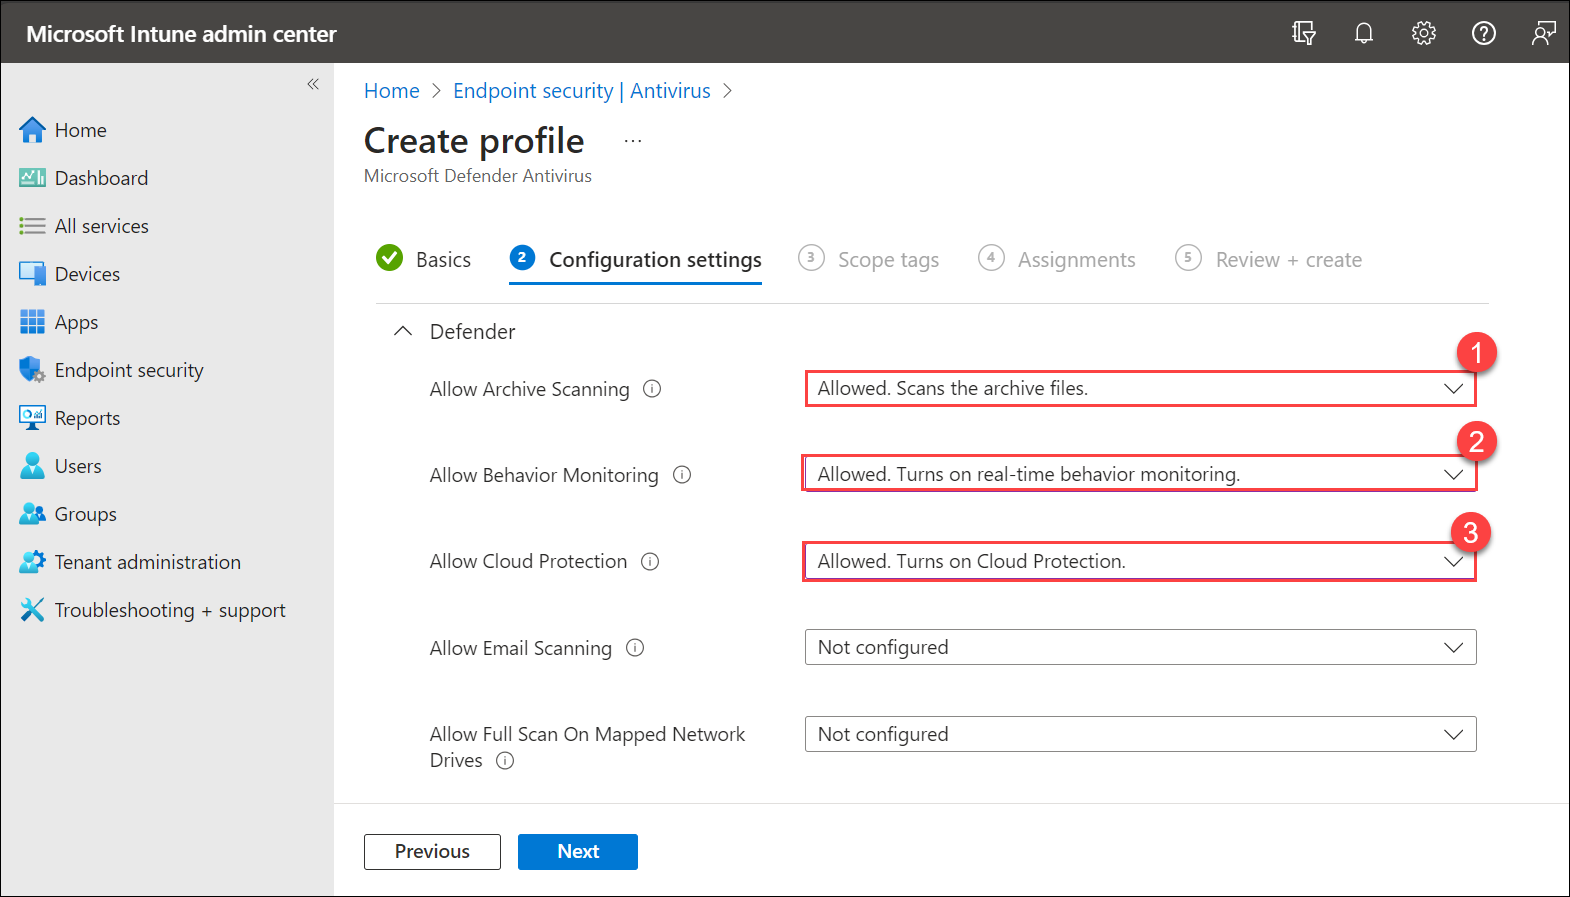 Microsoft Intune admin center
Home
Dashboard
All services
Devices
Apps
Endpoint security
Reports
Users
Groups
Tenant administration
Troubleshooting + support
Home > Endpoint security | Antivirus >
Create profile ...
Microsoft Defender Antivirus
Basics
2 Configuration settings
3 Scope tags
4 Assignments
5 Review + create
Defender
1
Allow Archive Scanning
Allowed. Scans the archive files.
2
Allow Behavior Monitoring
Allowed. Turns on real-time behavior monitoring.
3
Allow Cloud Protection
Allowed. Turns on Cloud Protection.
Allow Email Scanning
Not configured
Allow Full Scan On Mapped Network
Drives
Not configured
Previous
Next